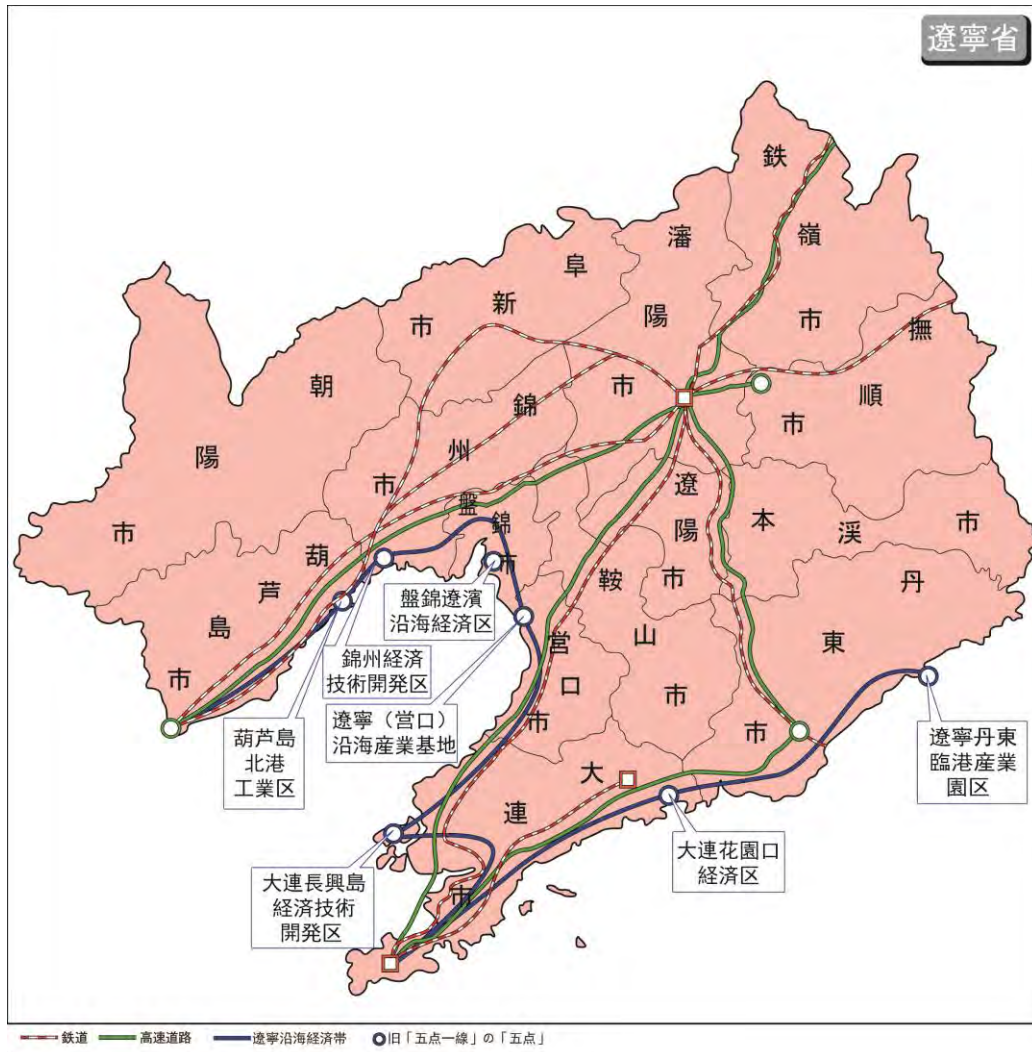 遼寧省
鉄嶺市
瀋陽市
阜新市
撫順市
朝陽市
錦州市
盤錦市
葫芦島市
遼陽市
本渓市
鞍山市
丹東市
営口市
大連市
盤錦遼濱
沿海経済区
錦州経済
技術開発区
遼寧（営口）
沿海産業基地
葫芦島
北港
工業区
遼寧丹東
臨港産業
園区
大連花園口
経済区
大連長興島
経済技術
開発区
鉄道 高速道路 遼寧沿海経済帯 旧「五点一線」の「五点」